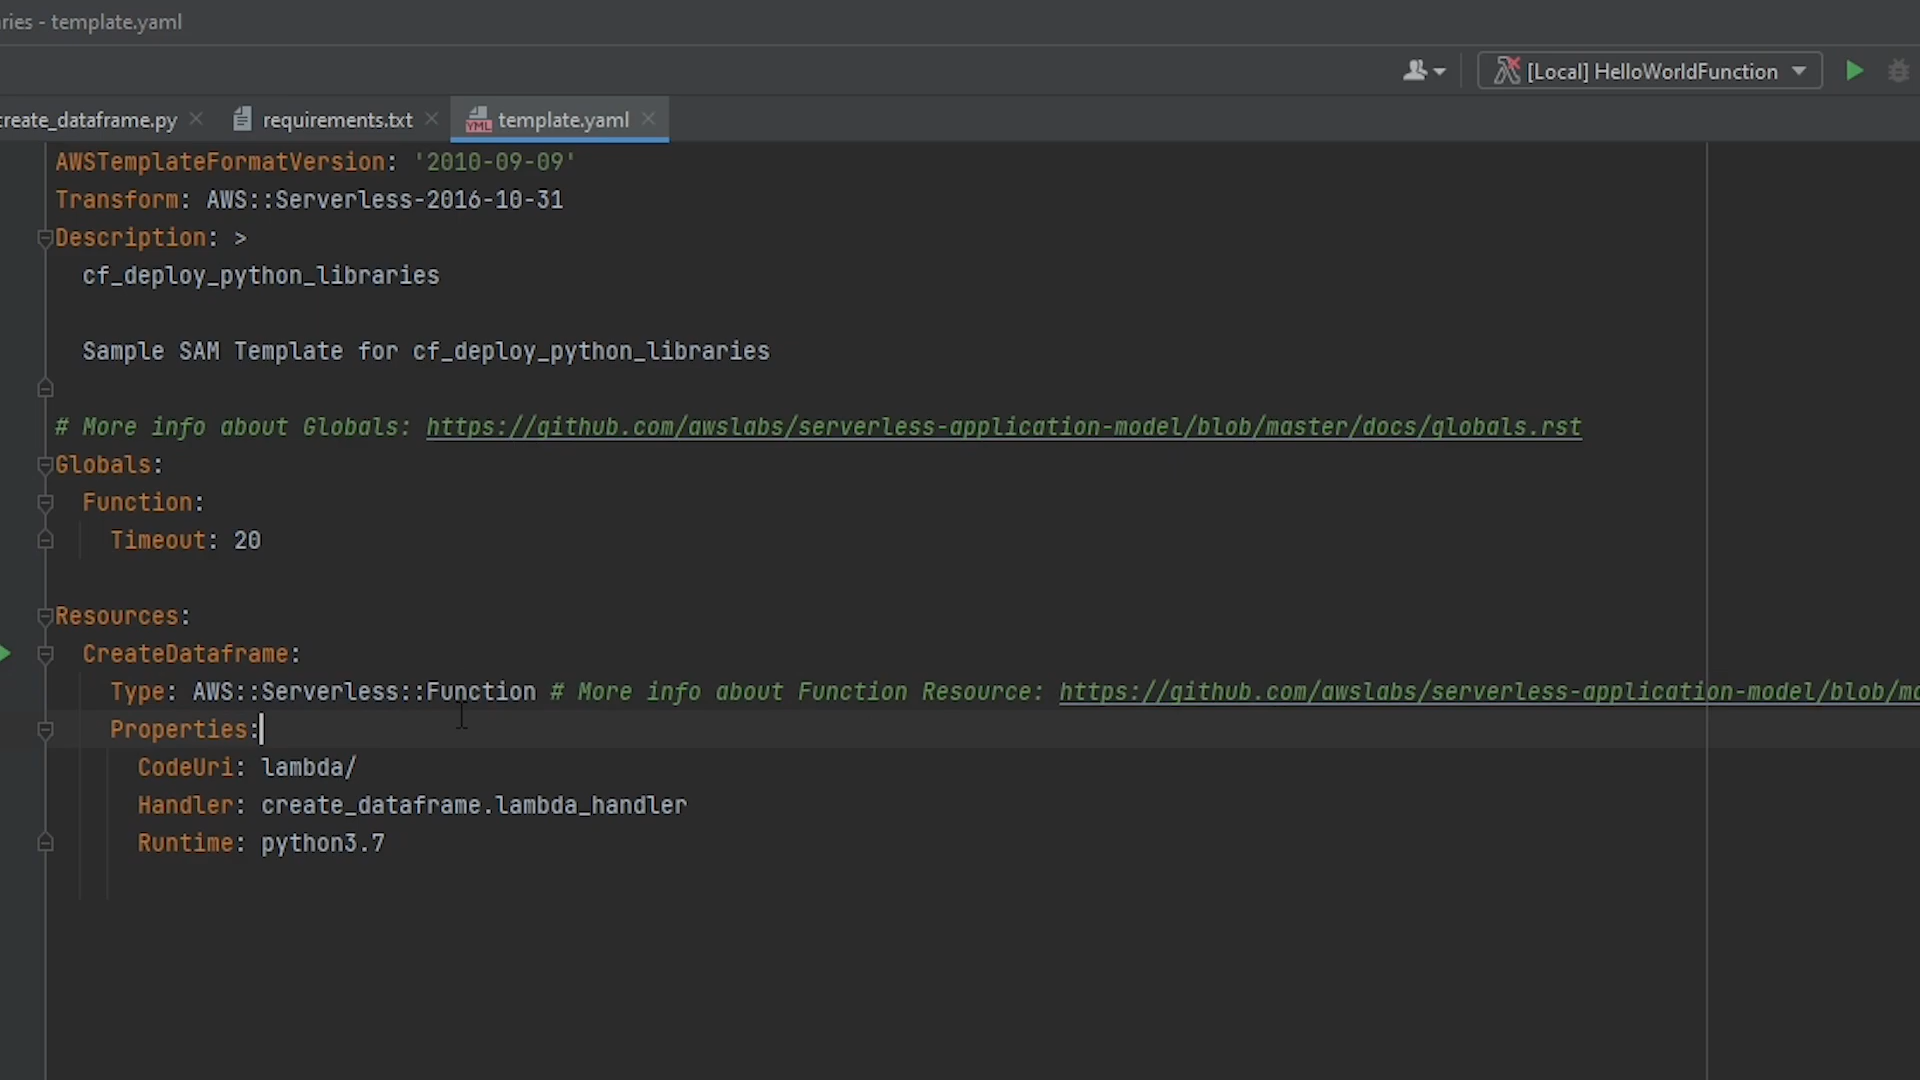 ries - template.yaml
[Local] HelloWorldFunction
create_dataframe.py requirements.txt YML template.yaml
AWSTemplateFormatVersion: '2010-09-09'
Transform: AWS::Serverless-2016-10-31
Description: >
cf_deploy_python_libraries
Sample SAM Template for cf_deploy_python_libraries
# More info about Globals: https://github.com/awslabs/serverless-application-model/blob/master/docs/globals.rst
Globals:
Function:
Timeout: 20
Resources:
CreateDataframe:
Type: AWS::Serverless::Function # More info about Function Resource: https://github.com/awslabs/serverless-application-model/blob/ma
Properties:
CodeUri: lambda/
Handler: create_dataframe.lambda_handler
Runtime: python3.7